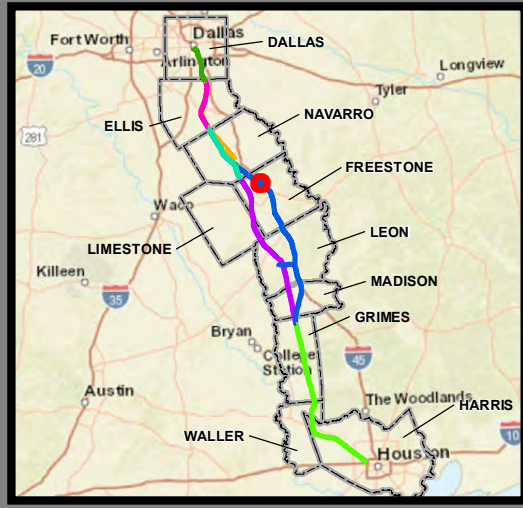 Dallas
Fort Worth
DALLAS
Arlington
Longview
20
Tyler
NAVARRO
ELLIS
281
FREESTONE
Waco
LEON
LIMESTONE
Killeen
MADISON
35
GRIMES
Bryan
College
Station
45
Austin
The Woodlands
HARRIS
WALLER
10
Houston